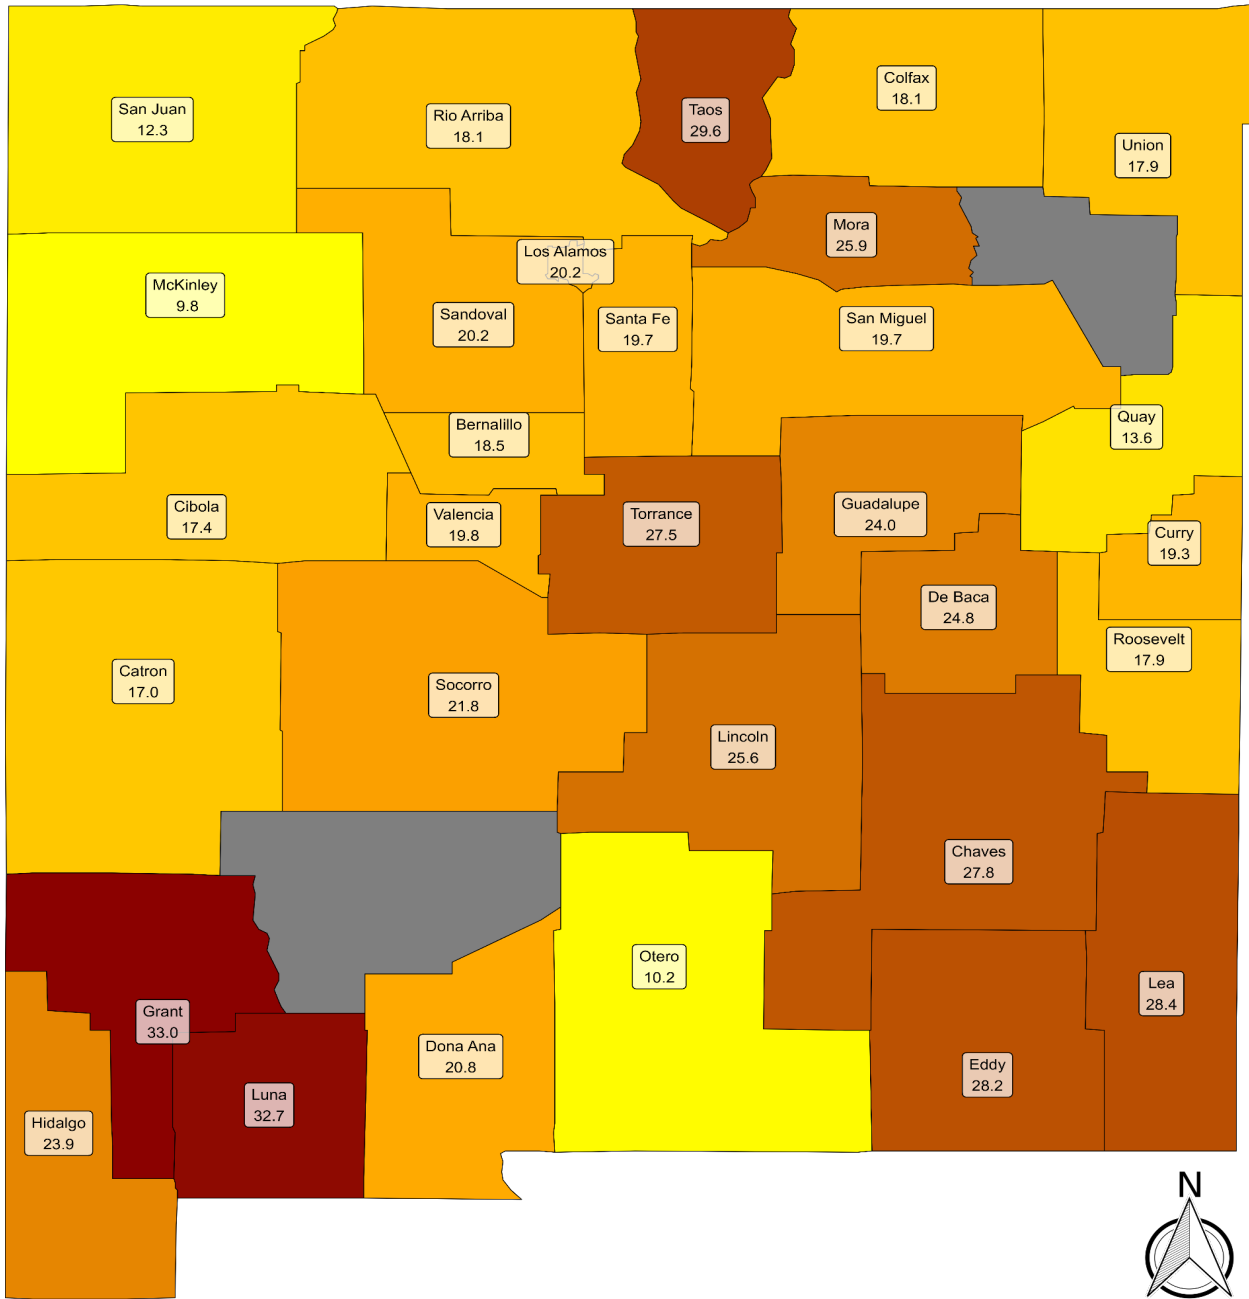 Colfax
18.1
San Juan
12.3
Rio Arriba
18.1
Taos
29.6
Union
17.9
Mora
25.9
Los Alamos
20.2
McKinley
9.8
Sandoval
20.2
Santa Fe
19.7
San Miguel
19.7
Quay
13.6
Bernalillo
18.5
Cibola
17.4
Valencia
19.8
Torrance
27.5
Guadalupe
24.0
Curry
19.3
De Baca
24.8
Roosevelt
17.9
Catron
17.0
Socorro
21.8
Lincoln
25.6
Chaves
27.8
Otero
10.2
Lea
28.4
Grant
33.0
Dona Ana
20.8
Eddy
28.2
Luna
32.7
Hidalgo
23.9
N